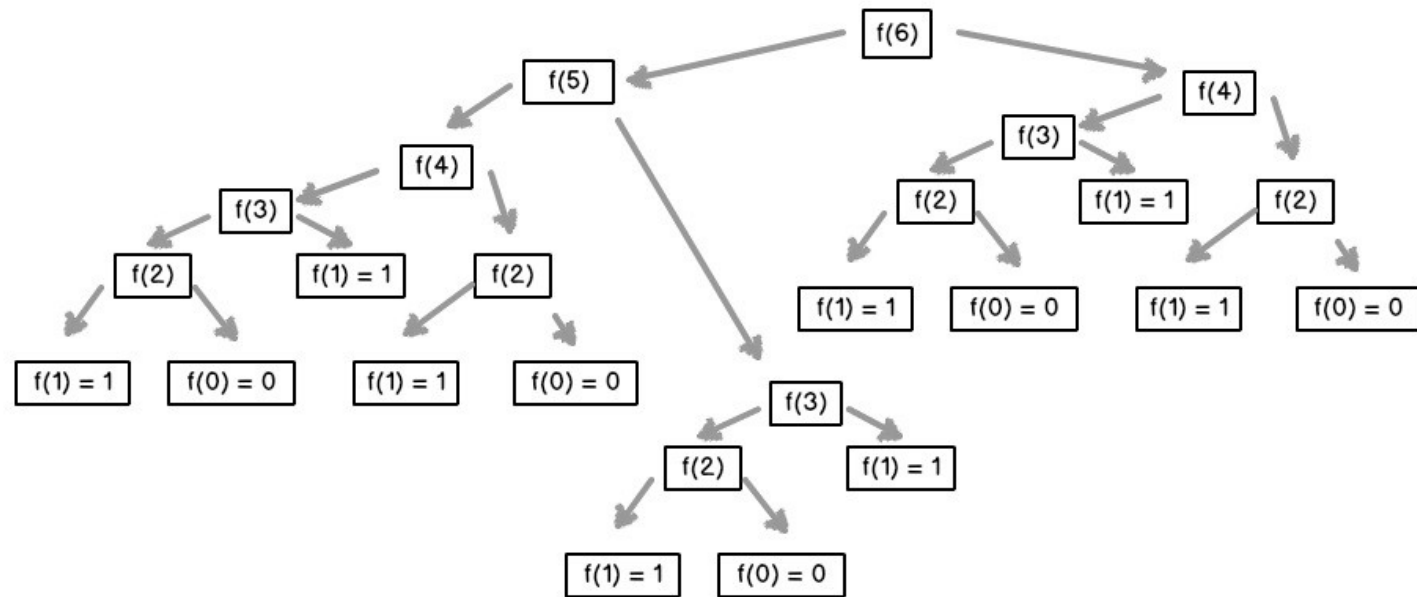 f(6)
f(5)
f(4)
f(3)
f(4)
f(2)
f(1) = 1
f(2)
f(3)
f(2)
f(1) = 1
f(2)
f(1) = 1
f(0) = 0
f(1) = 1
f(0) = 0
f(1) = 1
f(0) = 0
f(1) = 1
f(0) = 0
f(3)
f(2)
f(1) = 1
f(1) = 1
f(0) = 0